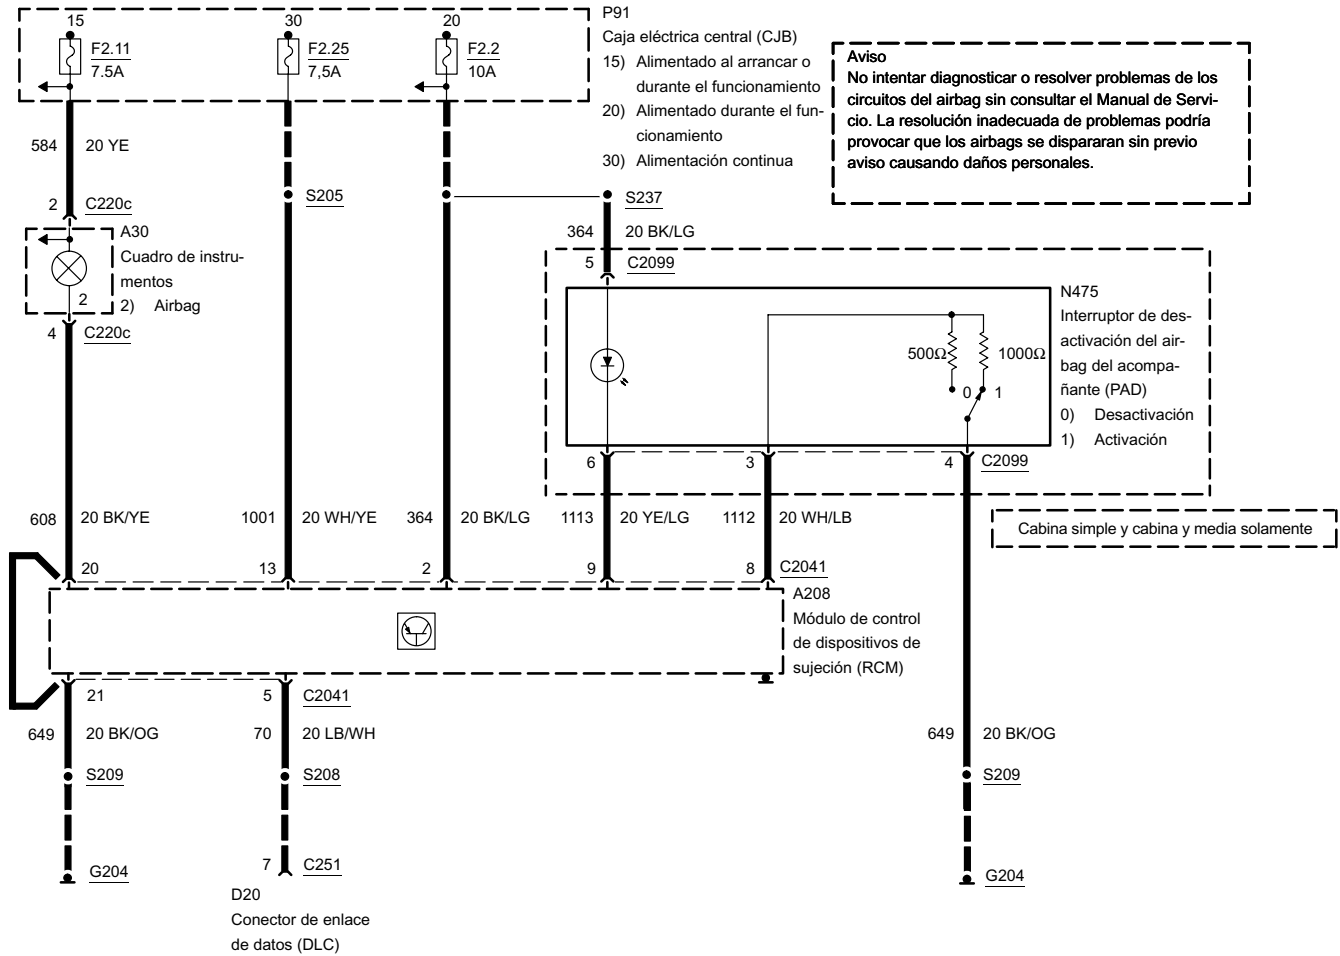 15
30
20
F2.11
7.5A
F2.25
7,5A
F2.2
10A
P91
Caja eléctrica central (CJB)
15) Alimentado al arrancar o
durante el funcionamiento
20) Alimentado durante el fun-
cionamiento
30) Alimentación continua
Aviso
No intentar diagnosticar o resolver problemas de los
circuitos del airbag sin consultar el Manual de Servi-
cio. La resolución inadecuada de problemas podría
provocar que los airbags se dispararan sin previo
aviso causando daños personales.
584
20 YE
2
C220c
S205
S237
364
20 BK/LG
5
C2099
A30
Cuadro de instru-
mentos
2) Airbag
2
4
C220c
500Ω
1000Ω
0
1
N475
Interruptor de des-
activación del air-
bag del acompa-
ñante (PAD)
0) Desactivación
1) Activación
6
3
4
C2099
608
20 BK/YE
1001
20 WH/YE
364
20 BK/LG
1113
20 YE/LG
1112
20 WH/LB
Cabina simple y cabina y media solamente
20
13
2
9
8
C2041
A208
Módulo de control
de dispositivos de
sujeción (RCM)
21
5
C2041
649
20 BK/OG
70
20 LB/WH
649
20 BK/OG
S209
S208
S209
G204
7
C251
G204
D20
Conector de enlace
de datos (DLC)